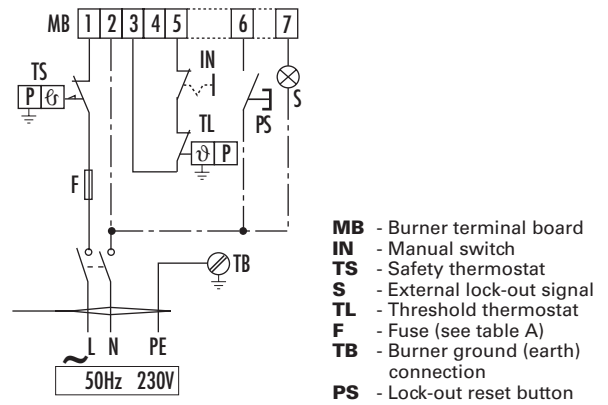 MB 1 2 3 4 5 6 7
TS
IN
S
P
PS
TL
ϑ P
F
TB
L N PE
50Hz 230V
MB - Burner terminal board
IN - Manual switch
TS - Safety thermostat
S - External lock-out signal
TL - Threshold thermostat
F - Fuse (see table A)
TB - Burner ground (earth)
connection
PS - Lock-out reset button